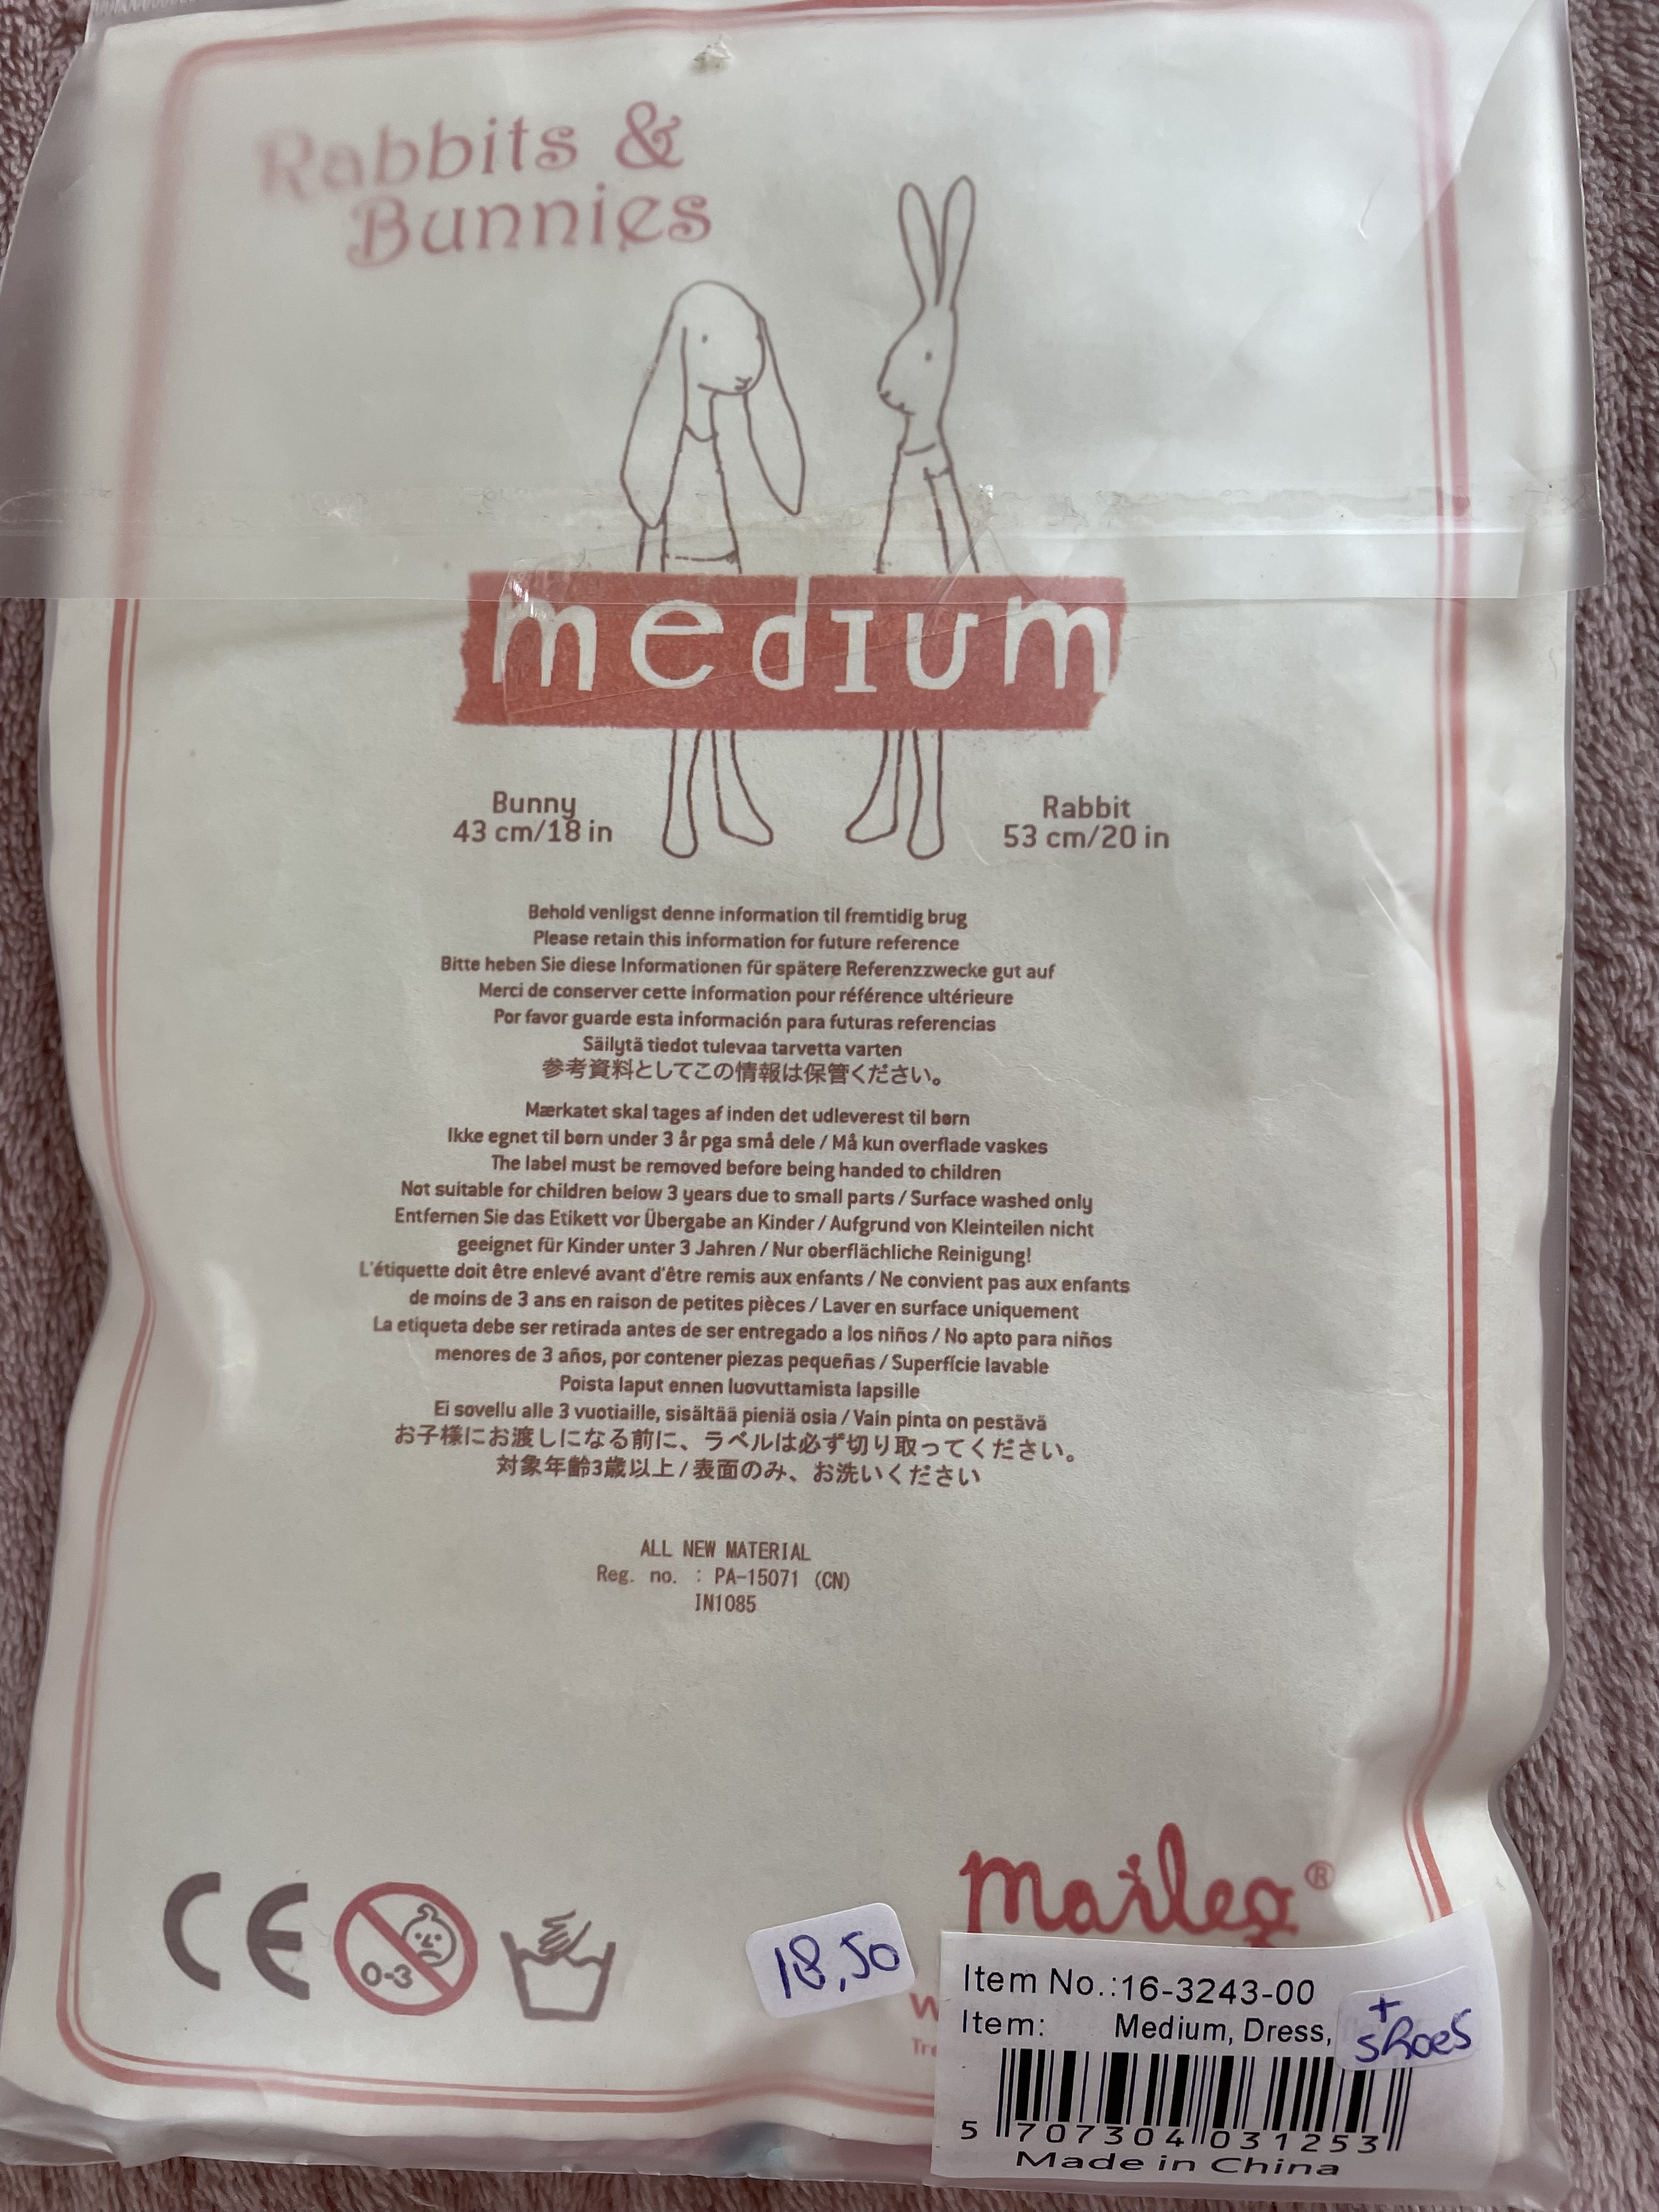 Rabbits &
Bunnies
medium
Bunny
43 cm/18 in
Rabbit
53 cm/20 in
Behold venligst denne information til fremtidig brug
Please retain this information for future reference
Bitte heben Sie diese Informationen für spätere Referenzzwecke gut auf
Merci de conserver cette information pour référence ultérieure
Por favor guarde esta información para futuras referencias
Säilytä tiedot tulevaa tarvetta varten
参考資料としてこの情報は保管ください。
Mærkatet skal tages af inden det udleverest til børn
Ikke egnet til børn under 3 år pga små dele / Må kun overflade vaskes
The label must be removed before being handed to children
Not suitable for children below 3 years due to small parts / Surface washed only
Entfernen Sie das Etikett vor Übergabe an Kinder / Aufgrund von Kleinteilen nicht
geeignet für Kinder unter 3 Jahren / Nur oberflächliche Reinigung!
L'étiquette doit être enlevé avant d'être remis aux enfants / Ne convient pas aux enfants
de moins de 3 ans en raison de petites pièces / Laver en surface uniquement
La etiqueta debe ser retirada antes de ser entregado a los niños / No apto para niños
menores de 3 años, por contener piezas pequeñas / Superfície lavable
Poista laput ennen luovuttamista lapsille
Ei sovellu alle 3 vuotiaille, sisältää pieniä osia / Vain pinta on pestävä
お子様にお渡しになる前に、ラベルは必ず切り取ってください。
対象年齢3歳以上 / 表面のみ、お洗いください
ALL NEW MATERIAL
Reg. no. : PA-15071 (CN)
IN1085
CE
0-3
18,50
maileg®
Item No.:16-3243-00
Item: Medium, Dress,
+
shoes
5 707304 031253
Made in China